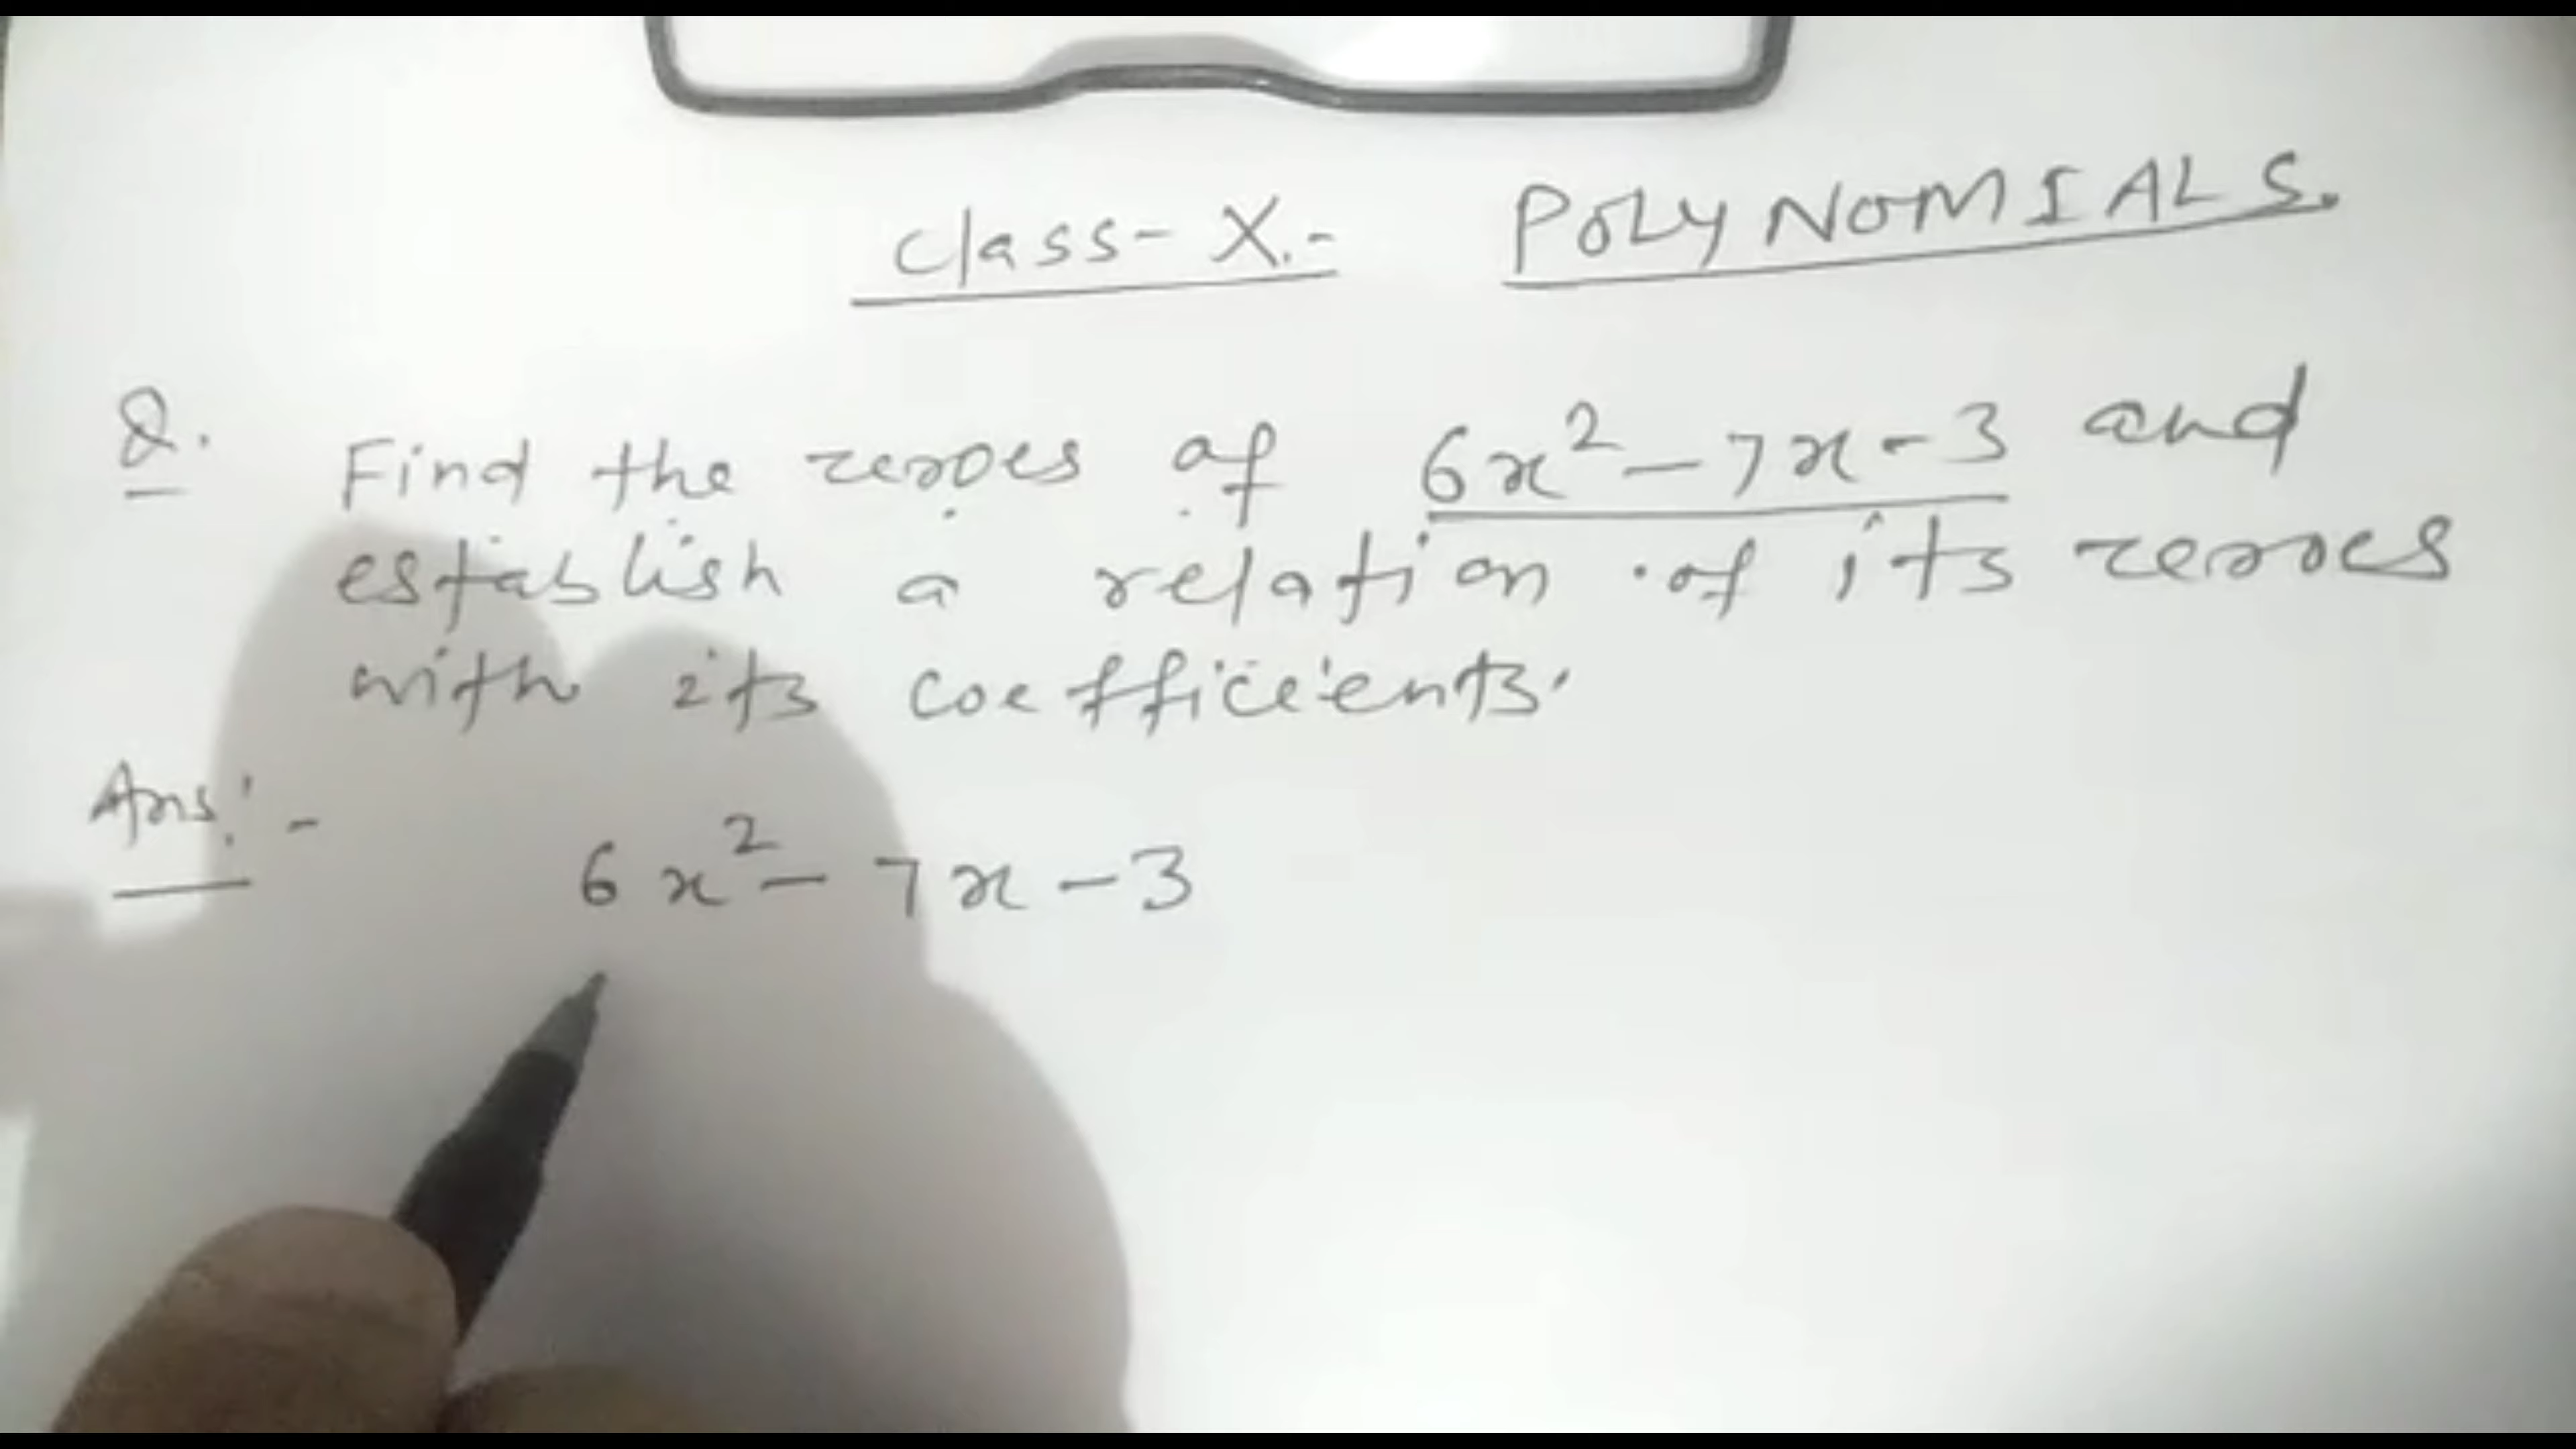 Class- X.- POLYNOMIALS.
Q. Find the zeroes of 6x² - 7x - 3 and
establish a relation of its zeroes
with its coefficients.
Ans:- 6x² - 7x - 3